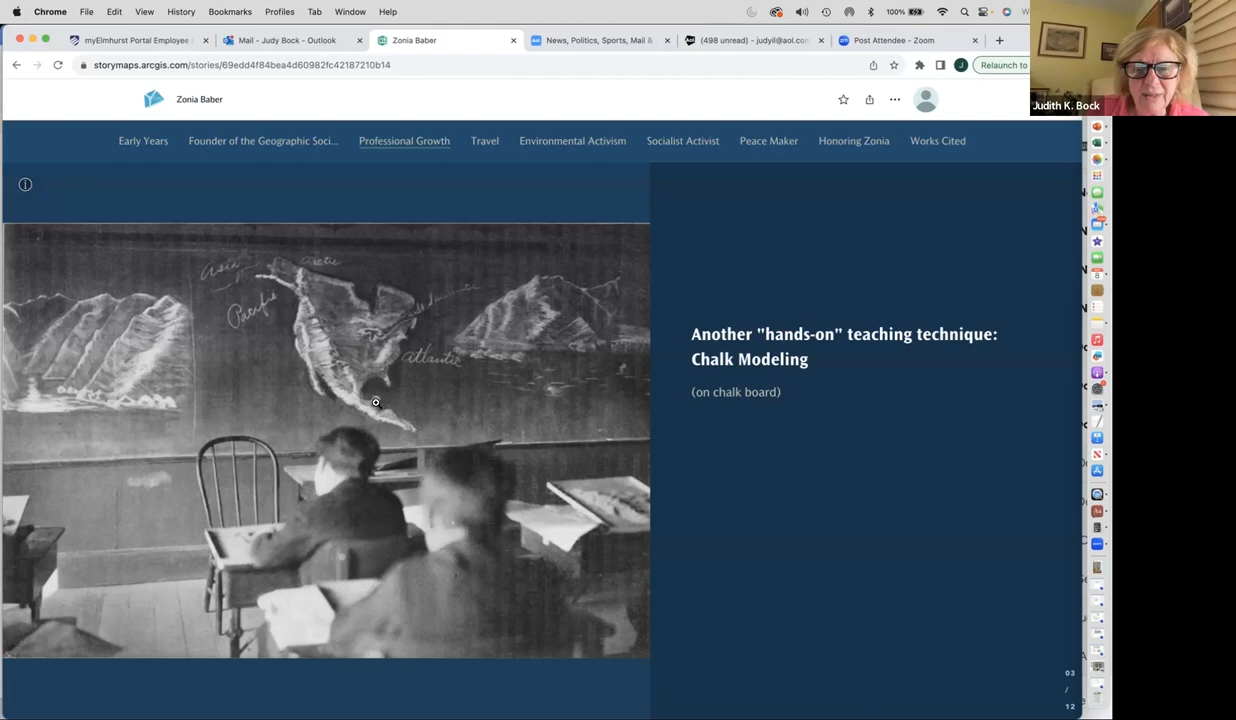 Chrome File Edit View History Bookmarks Profiles Tab Window Help 100%
myElmhurst Portal Employee Mail - Judy Bock - Outlook Zonia Baber News, Politics, Sports, Mail & (498 unread) - judyil@aol.com Post Attendee - Zoom
storymaps.arcgis.com/stories/69edd4f84bea4d60982fc42187210b14 J Relaunch to
Judith K. Bock
Zonia Baber
Early Years Founder of the Geographic Soci... Professional Growth Travel Environmental Activism Socialist Activist Peace Maker Honoring Zonia Works Cited
Asia Arctic
Pacific
Atlantic
Another "hands-on" teaching technique:
Chalk Modeling
(on chalk board)
03
/
12